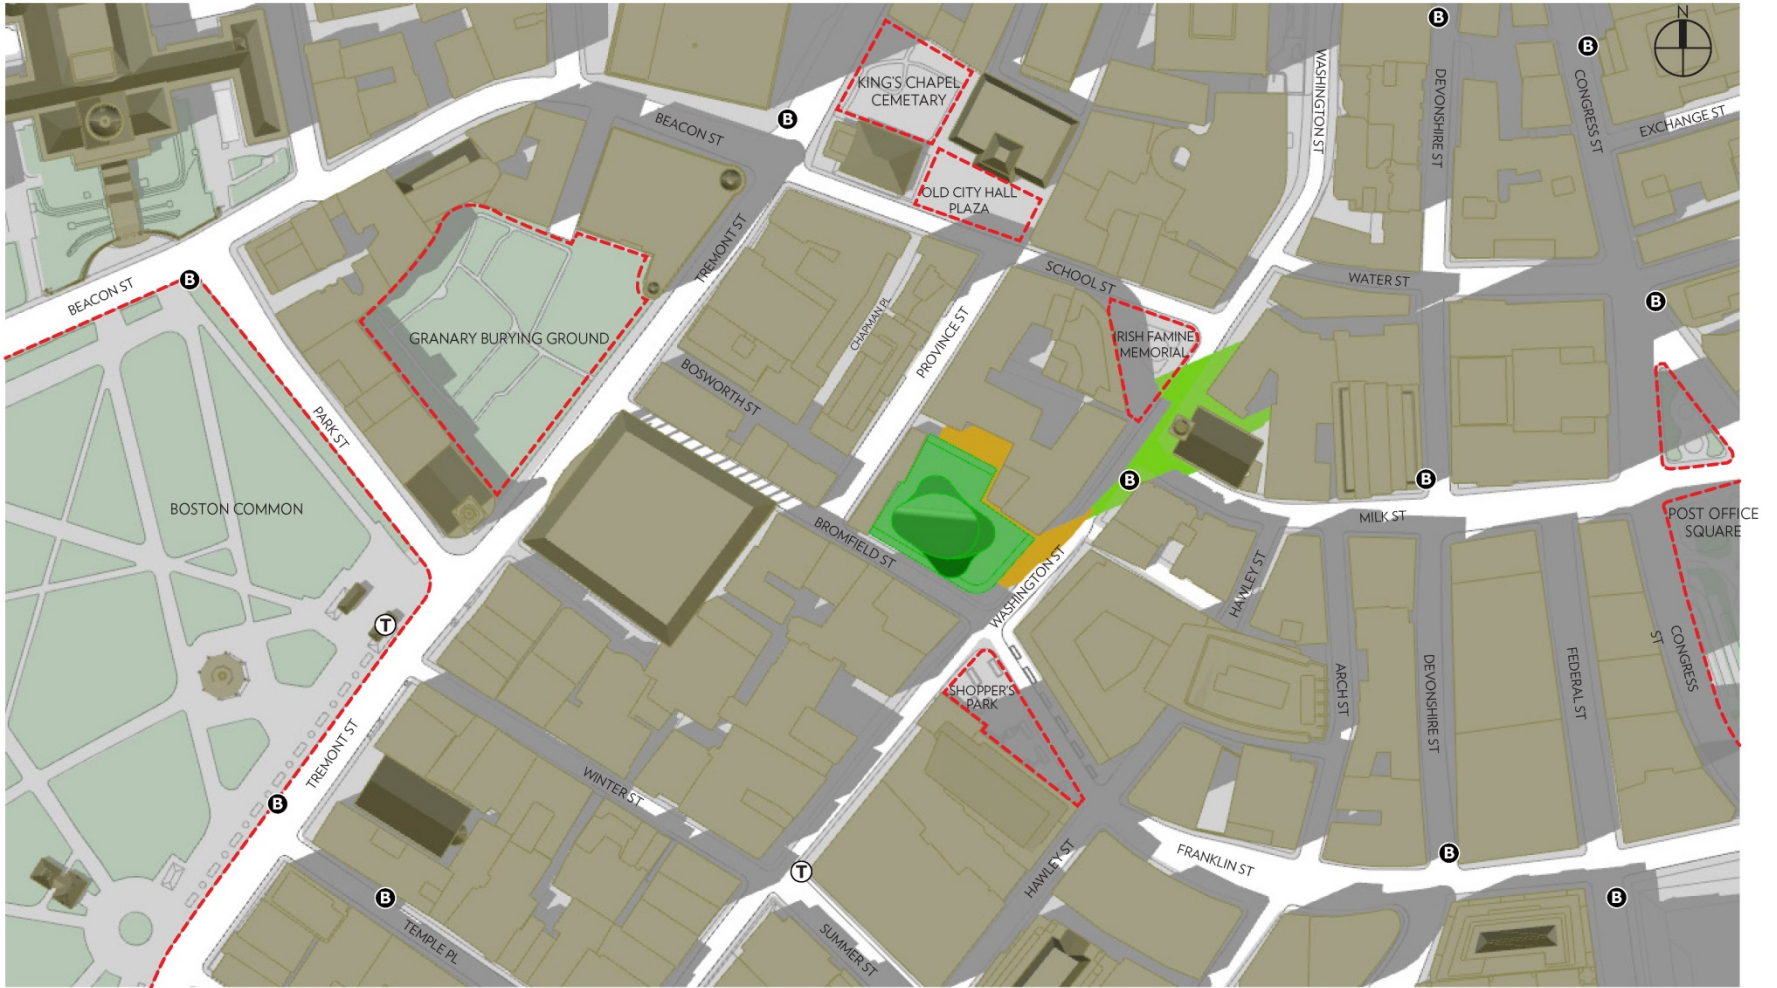 B
B
N
WASHINGTON ST
DEVONSHIRE ST
CONGRESS ST
EXCHANGE ST
KING'S CHAPEL
CEMETARY
B
BEACON ST
OLD CITY HALL
PLAZA
TREMONT ST
B
BEACON ST
SCHOOL ST
WATER ST
B
CHAPMAN PL
PROVINCE ST
GRANARY BURYING GROUND
IRISH FAMINE
MEMORIAL
BOSWORTH ST
PARK ST
B
B
BOSTON COMMON
BROMFIELD ST
MILK ST
POST OFFICE
SQUARE
WASHINGTON ST
HAWLEY ST
T
SHOPPER'S
PARK
ARCH ST
DEVONSHIRE ST
FEDERAL ST
CONGRESS
ST
TREMONT ST
WINTER ST
B
T
HAWLEY ST
FRANKLIN ST
B
B
B
TEMPLE PL
SUMMER ST